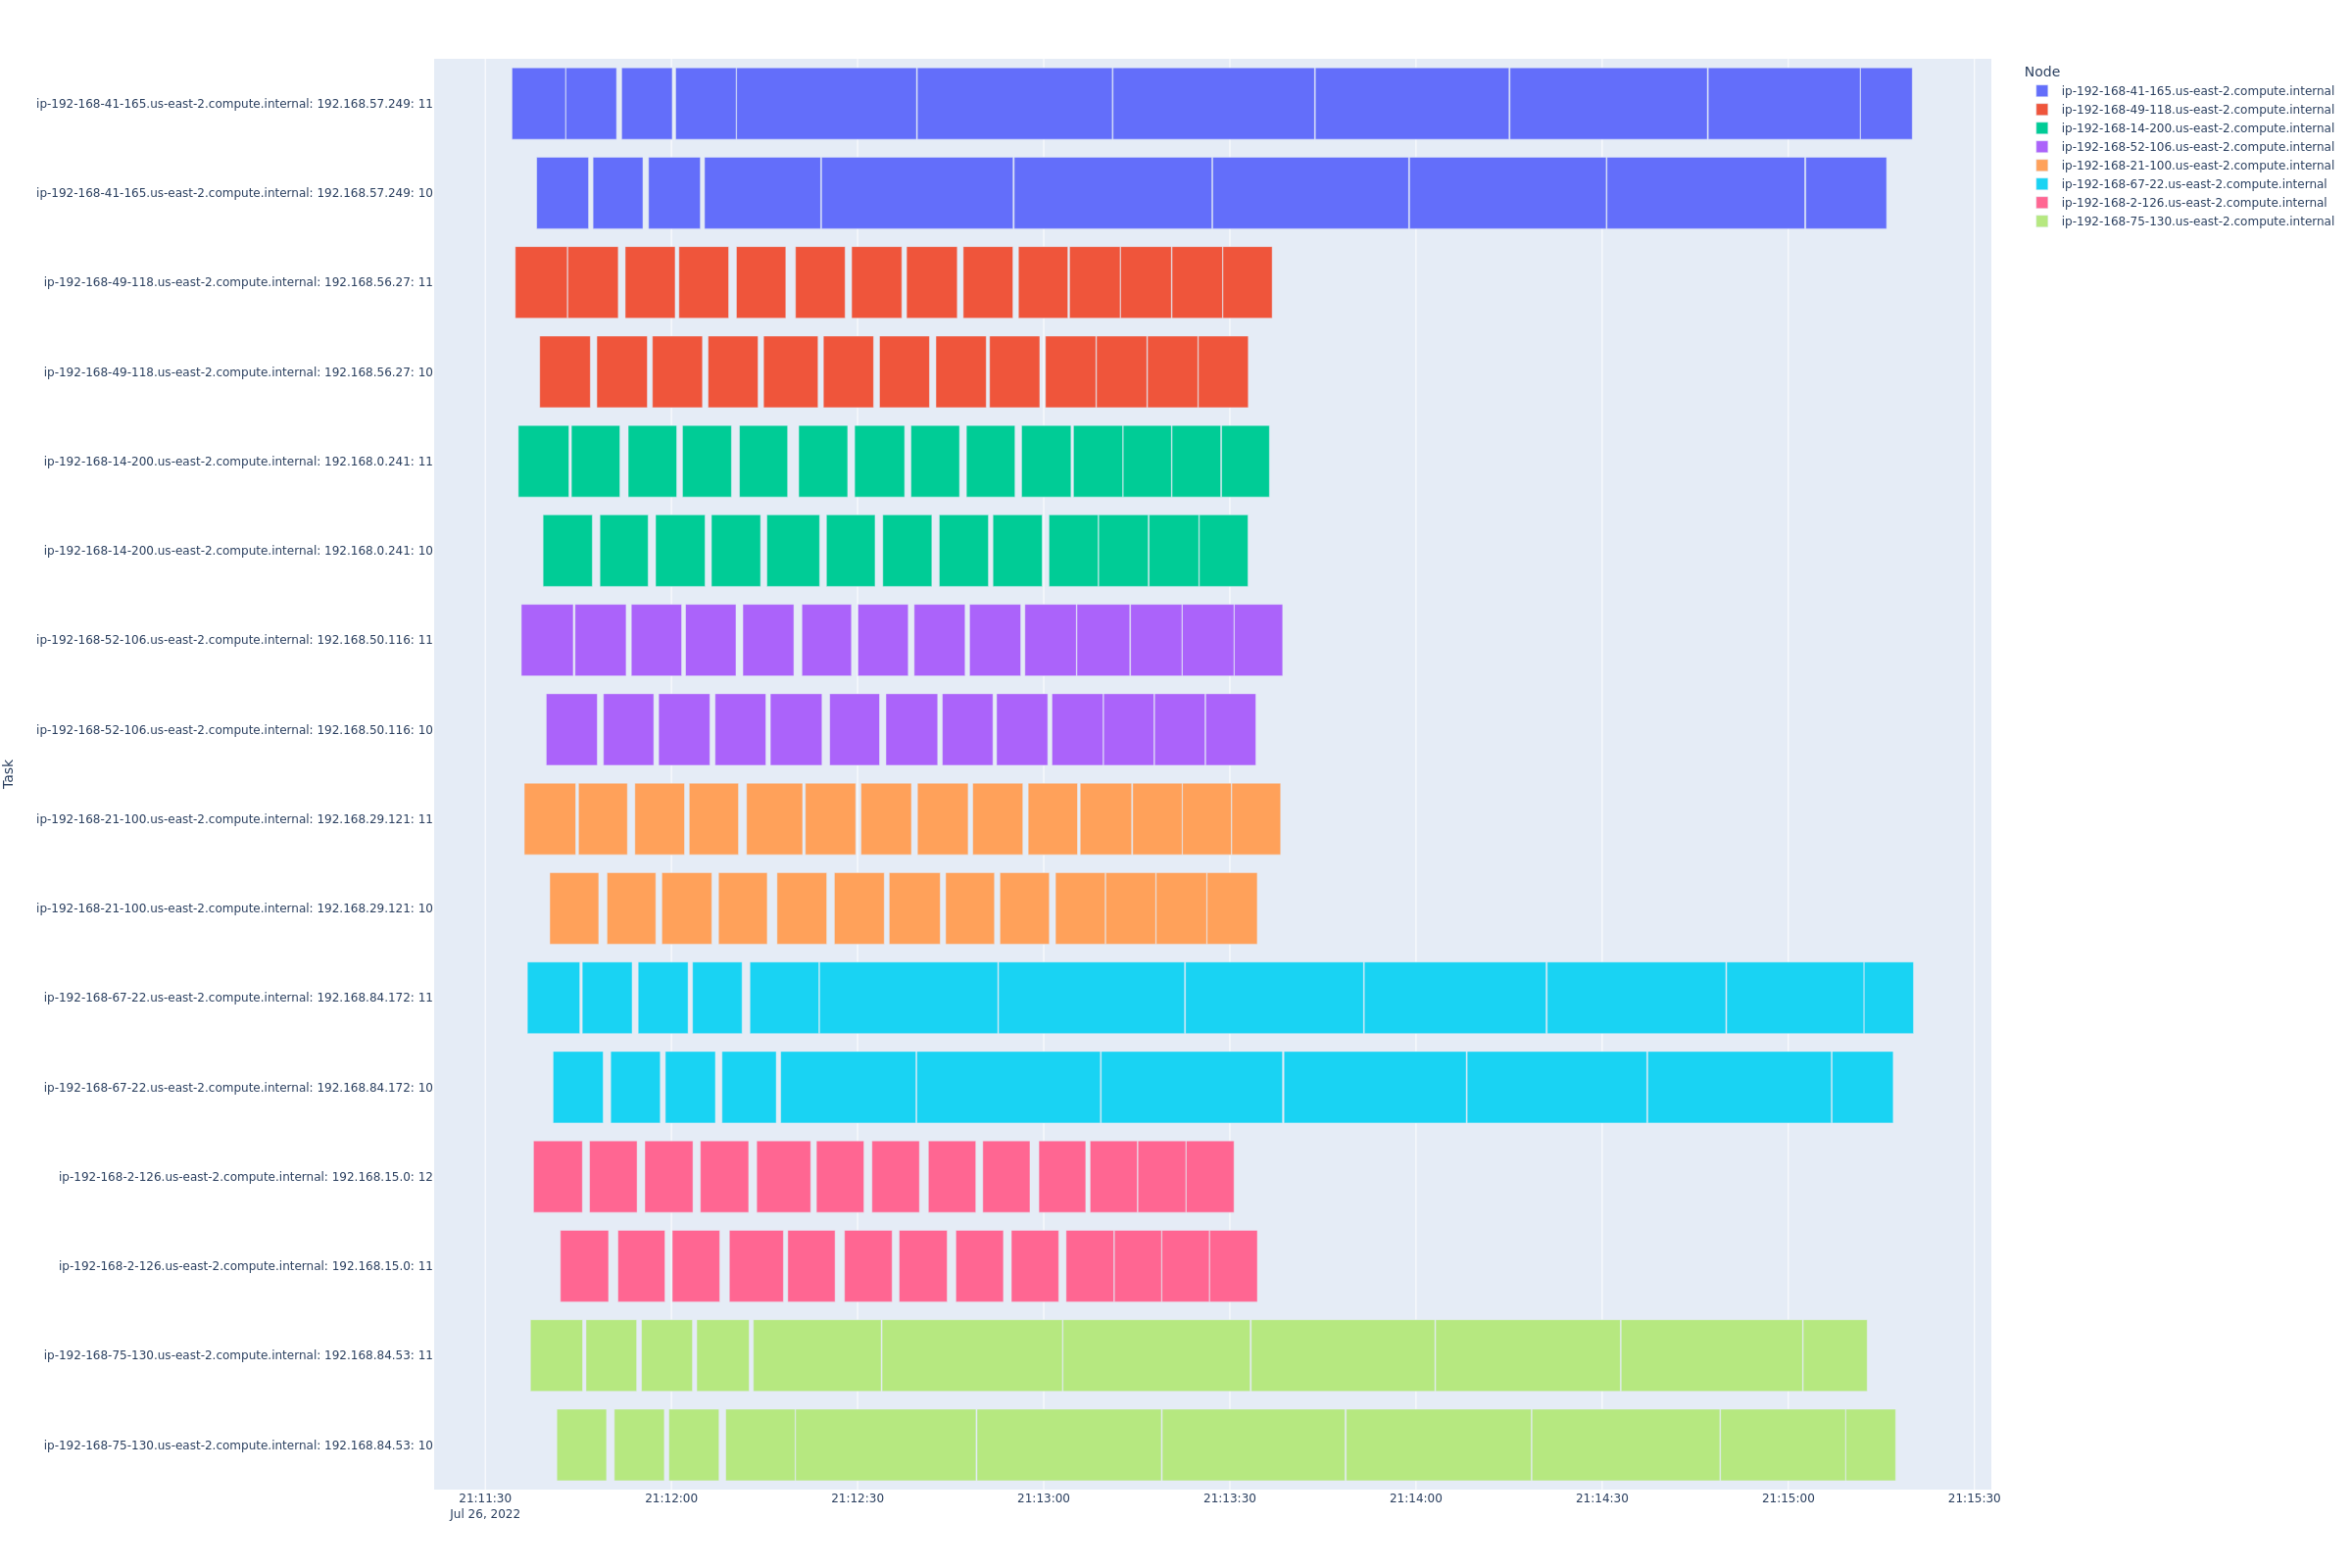 Node
ip-192-168-41-165.us-east-2.compute.internal
ip-192-168-49-118.us-east-2.compute.internal
ip-192-168-14-200.us-east-2.compute.internal
ip-192-168-52-106.us-east-2.compute.internal
ip-192-168-21-100.us-east-2.compute.internal
ip-192-168-67-22.us-east-2.compute.internal
ip-192-168-2-126.us-east-2.compute.internal
ip-192-168-75-130.us-east-2.compute.internal
Task
ip-192-168-41-165.us-east-2.compute.internal: 192.168.57.249: 11
ip-192-168-41-165.us-east-2.compute.internal: 192.168.57.249: 10
ip-192-168-49-118.us-east-2.compute.internal: 192.168.56.27: 11
ip-192-168-49-118.us-east-2.compute.internal: 192.168.56.27: 10
ip-192-168-14-200.us-east-2.compute.internal: 192.168.0.241: 11
ip-192-168-14-200.us-east-2.compute.internal: 192.168.0.241: 10
ip-192-168-52-106.us-east-2.compute.internal: 192.168.50.116: 11
ip-192-168-52-106.us-east-2.compute.internal: 192.168.50.116: 10
ip-192-168-21-100.us-east-2.compute.internal: 192.168.29.121: 11
ip-192-168-21-100.us-east-2.compute.internal: 192.168.29.121: 10
ip-192-168-67-22.us-east-2.compute.internal: 192.168.84.172: 11
ip-192-168-67-22.us-east-2.compute.internal: 192.168.84.172: 10
ip-192-168-2-126.us-east-2.compute.internal: 192.168.15.0: 12
ip-192-168-2-126.us-east-2.compute.internal: 192.168.15.0: 11
ip-192-168-75-130.us-east-2.compute.internal: 192.168.84.53: 11
ip-192-168-75-130.us-east-2.compute.internal: 192.168.84.53: 10
21:11:30 21:12:00 21:12:30 21:13:00 21:13:30 21:14:00 21:14:30 21:15:00 21:15:30
Jul 26, 2022